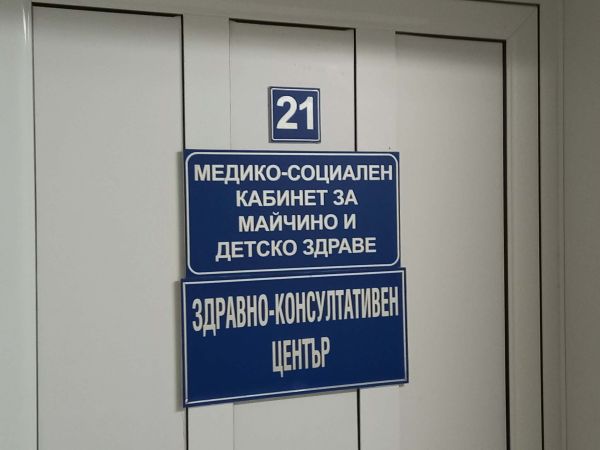 21
МЕДИКО-СОЦИАЛЕН
КАБИНЕТ ЗА
МАЙЧИНО И
ДЕТСКО ЗДРАВЕ
ЗДРАВНО-КОНСУЛТАТИВЕН
ЦЕНТЪР